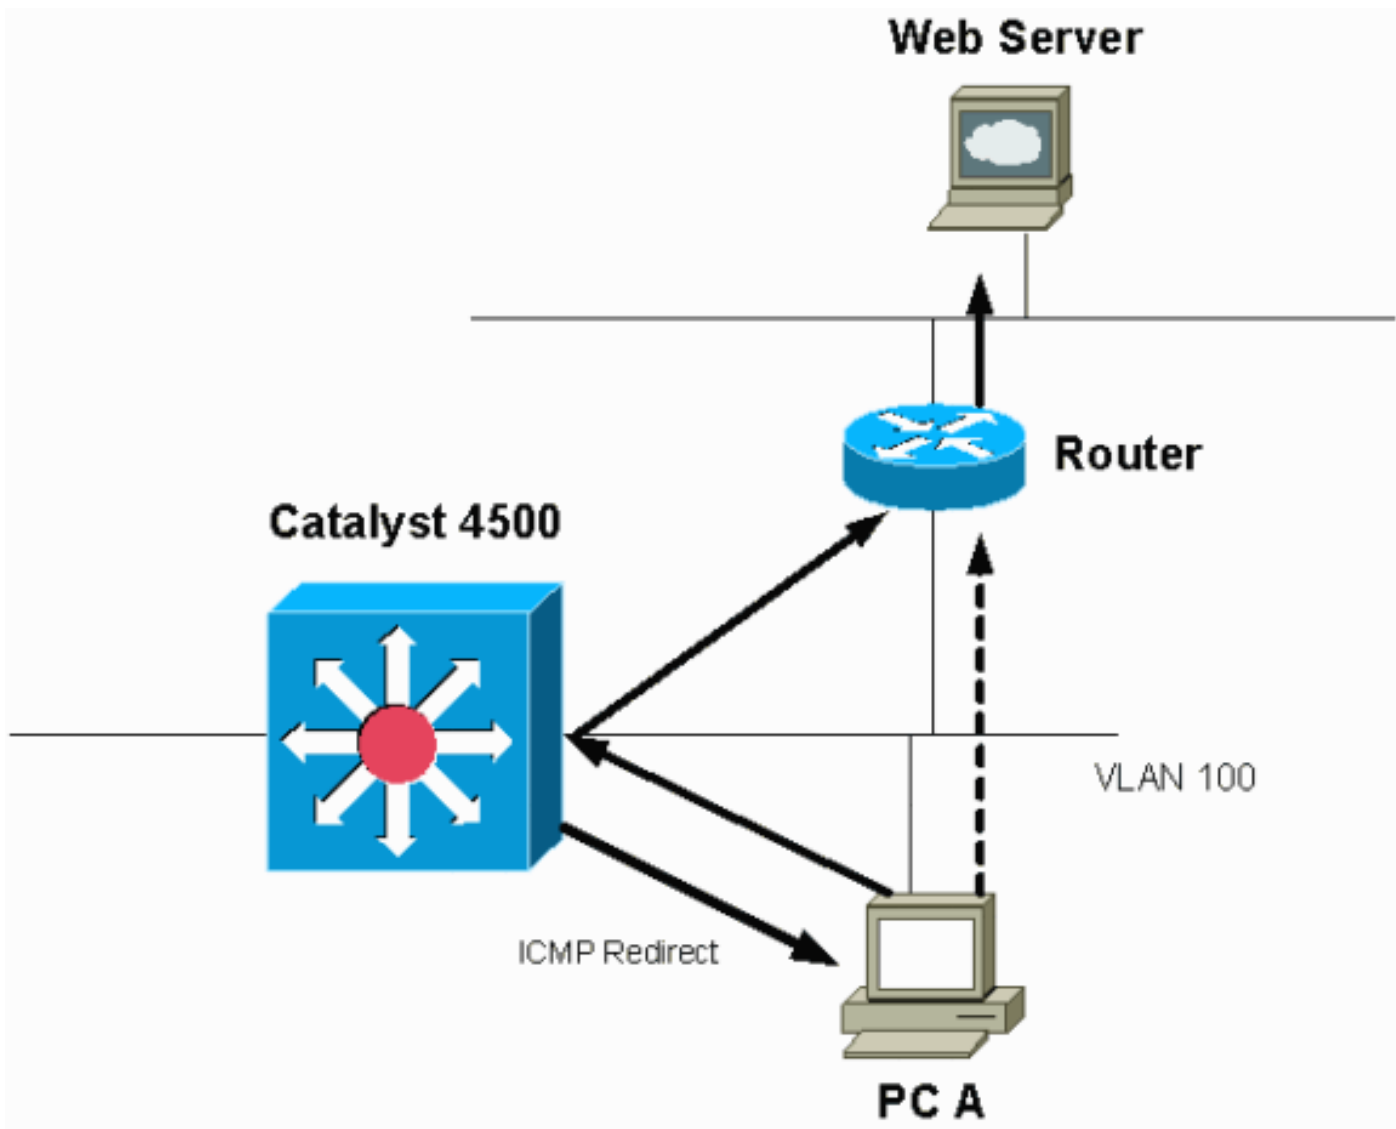 Web Server
Router
Catalyst 4500
VLAN 100
ICMP Redirect
PC A